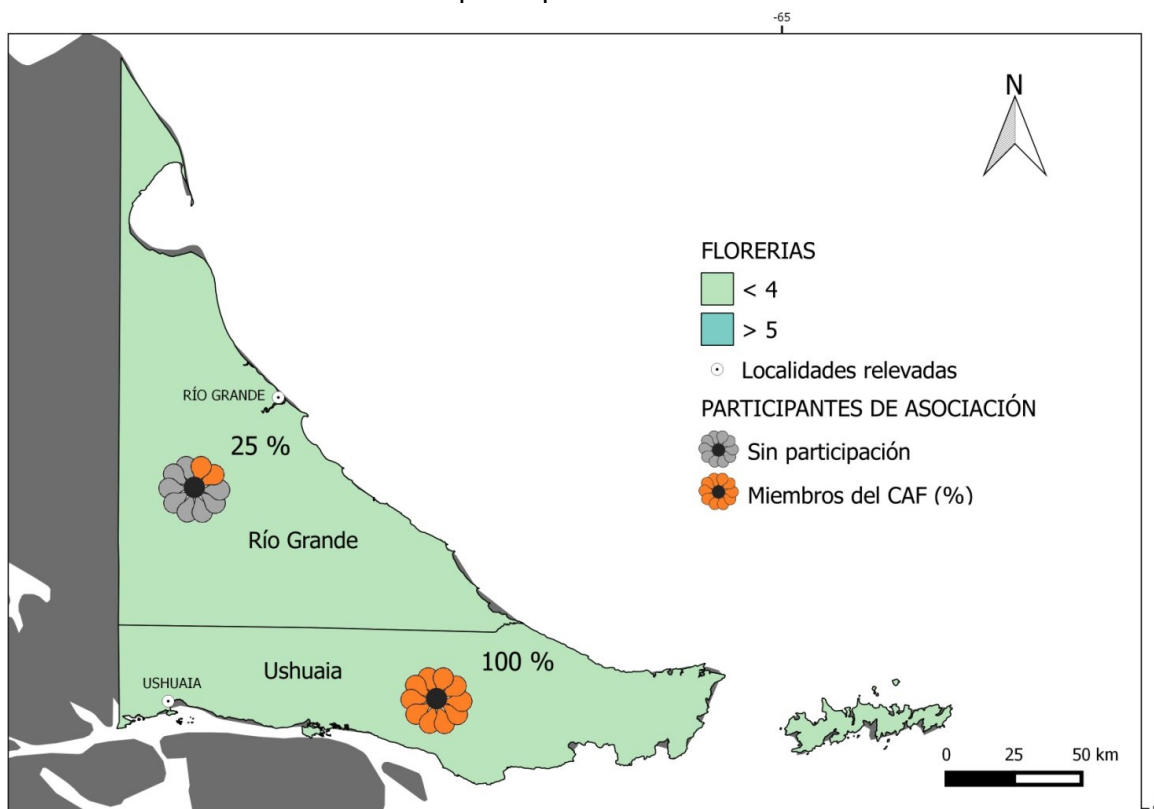 -65
N
FLORERIAS
< 4
> 5
Localidades relevadas
PARTICIPANTES DE ASOCIACIÓN
Sin participación
Miembros del CAF (%)
RÍO GRANDE
25 %
Río Grande
Ushuaia
100 %
USHUAIA
0 25 50 km